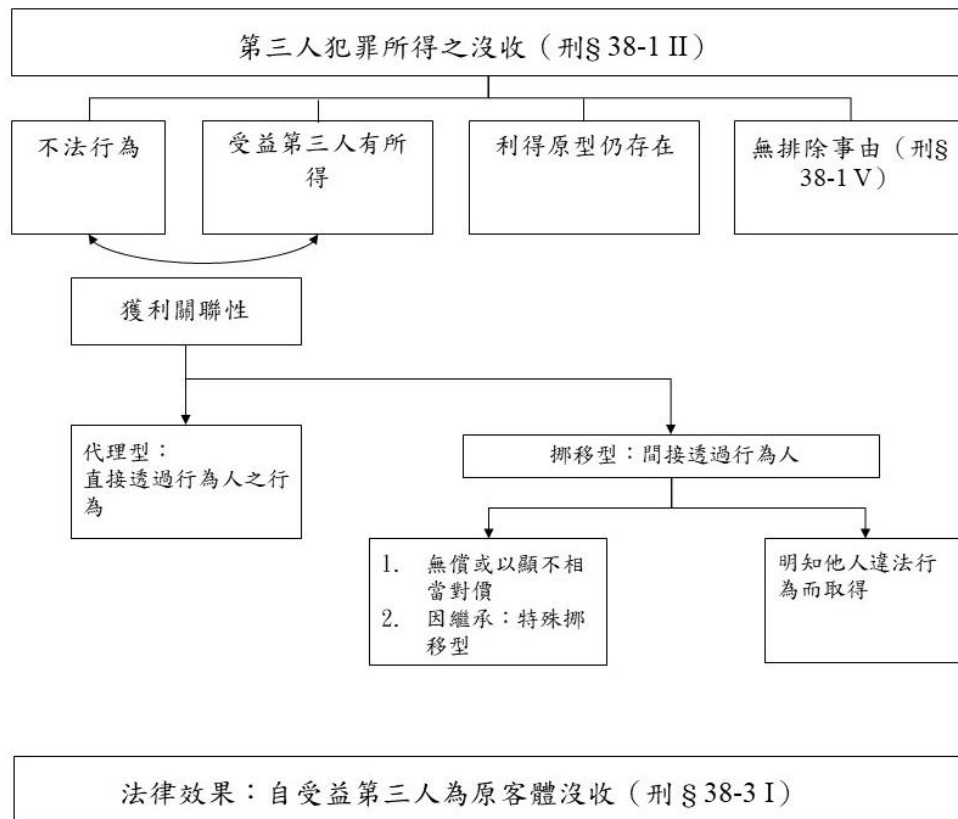 第三人犯罪所得之沒收（刑§ 38-1 II）
不法行為
受益第三人有所
得
利得原型仍存在
無排除事由（刑§
38-1 V）
獲利關聯性
代理型：
直接透過行為人之行
為
挪移型：間接透過行為人
1. 無償或以顯不相
當對價
2. 因繼承：特殊挪
移型
明知他人違法行
為而取得
法律效果：自受益第三人為原客體沒收（刑 § 38-3 I）